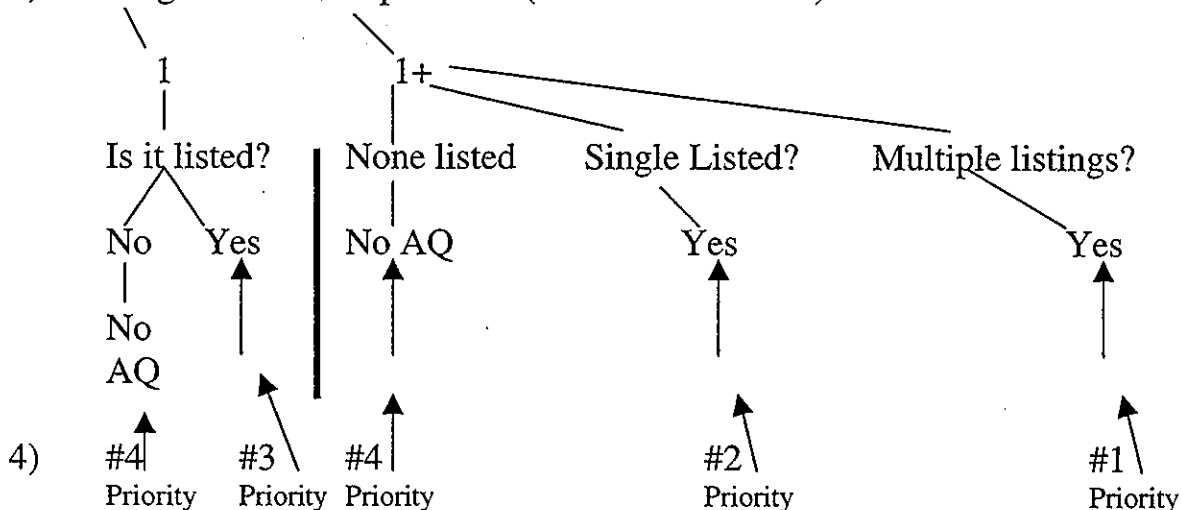 1 1+
Is it listed? None listed Single Listed? Multiple listings?
No Yes No AQ Yes Yes
No
AQ
4) #4 #3 #4 #2 #1
Priority Priority Priority Priority Priority